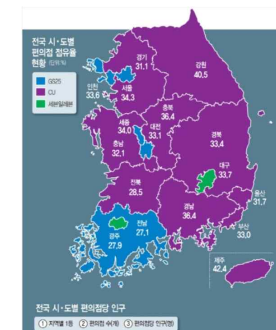 전국 시·도별
편의점 점유율
현황 (단위:%)
GS25
CU
세븐일레븐
경기
31.1
강원
40.5
인천
33.6
서울
34.3
충북
36.4
세종
34.0
대전
33.1
충남
32.1
경북
33.4
대구
33.7
전북
28.5
울산
31.7
경남
36.4
부산
33.0
전남
27.1
광주
27.9
제주
42.4
전국 시·도별 편의점당 인구
① 지역별 1등 ② 편의점 수(개) ③ 편의점당 인구(명)